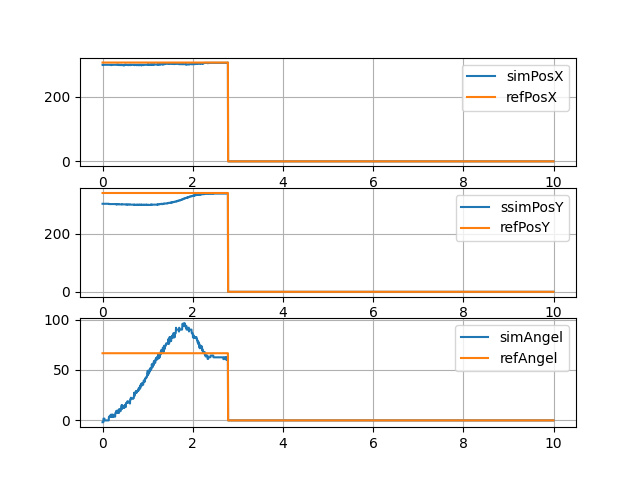 200
0
simPosX
refPosX
0 2 4 6 8 10
200
0
ssimPosY
refPosY
0 2 4 6 8 10
100
50
0
simAngel
refAngel
0 2 4 6 8 10